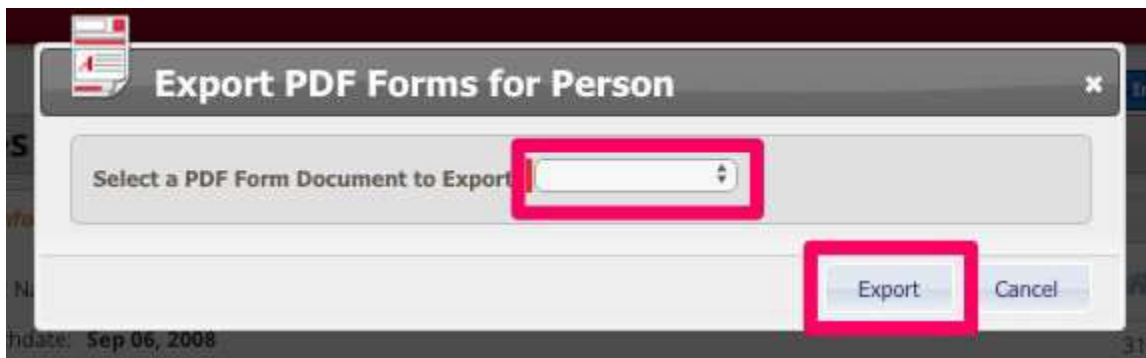 Export PDF Forms for Person
Select a PDF Form Document to Export
Export
Cancel
Sep 06, 2008